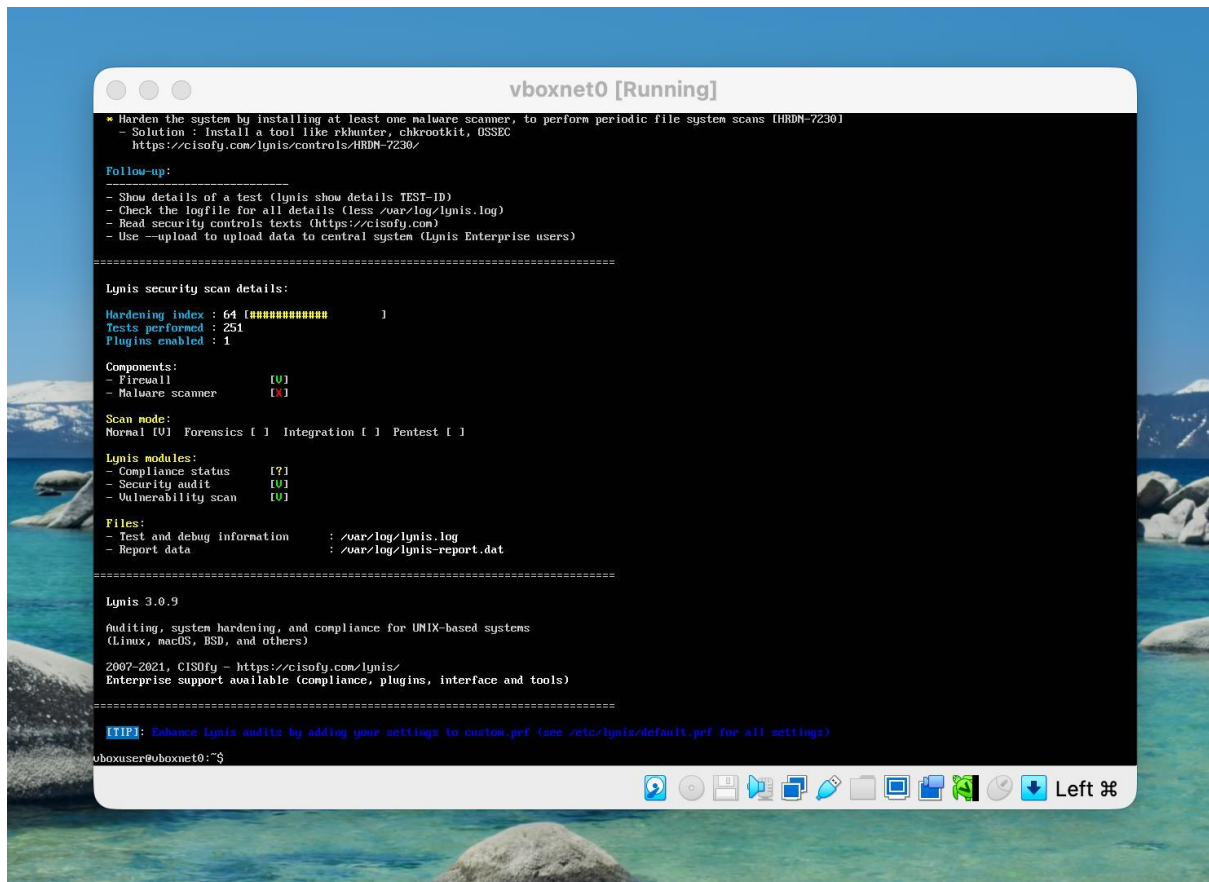 vboxnet0 [Running]
* Harden the system by installing at least one malware scanner, to perform periodic file system scans [HRDN-7230]
- Solution : Install a tool like rkhunter, chkrootkit, OSSEC
https://cisofy.com/lynis/controls/HRDN-7230/
Follow-up:
----------------------------
- Show details of a test (lynis show details TEST-ID)
- Check the logfile for all details (less /var/log/lynis.log)
- Read security controls texts (https://cisofy.com)
- Use --upload to upload data to central system (Lynis Enterprise users)
================================================================================
Lynis security scan details:
Hardening index : 64 [############        ]
Tests performed : 251
Plugins enabled : 1
Components:
- Firewall               [V]
- Malware scanner        [X]
Scan mode:
Normal [V]  Forensics [ ]  Integration [ ]  Pentest [ ]
Lynis modules:
- Compliance status      [?]
- Security audit         [V]
- Vulnerability scan     [V]
Files:
- Test and debug information      : /var/log/lynis.log
- Report data                     : /var/log/lynis-report.dat
================================================================================
Lynis 3.0.9
Auditing, system hardening, and compliance for UNIX-based systems
(Linux, macOS, BSD, and others)
2007-2021, CISOfy - https://cisofy.com/lynis/
Enterprise support available (compliance, plugins, interface and tools)
================================================================================
[TIP]: Enhance Lynis audits by adding your settings to custom.prf (see /etc/lynis/default.prf for all settings)
vboxuser@vboxnet0:~$
Left ⌘